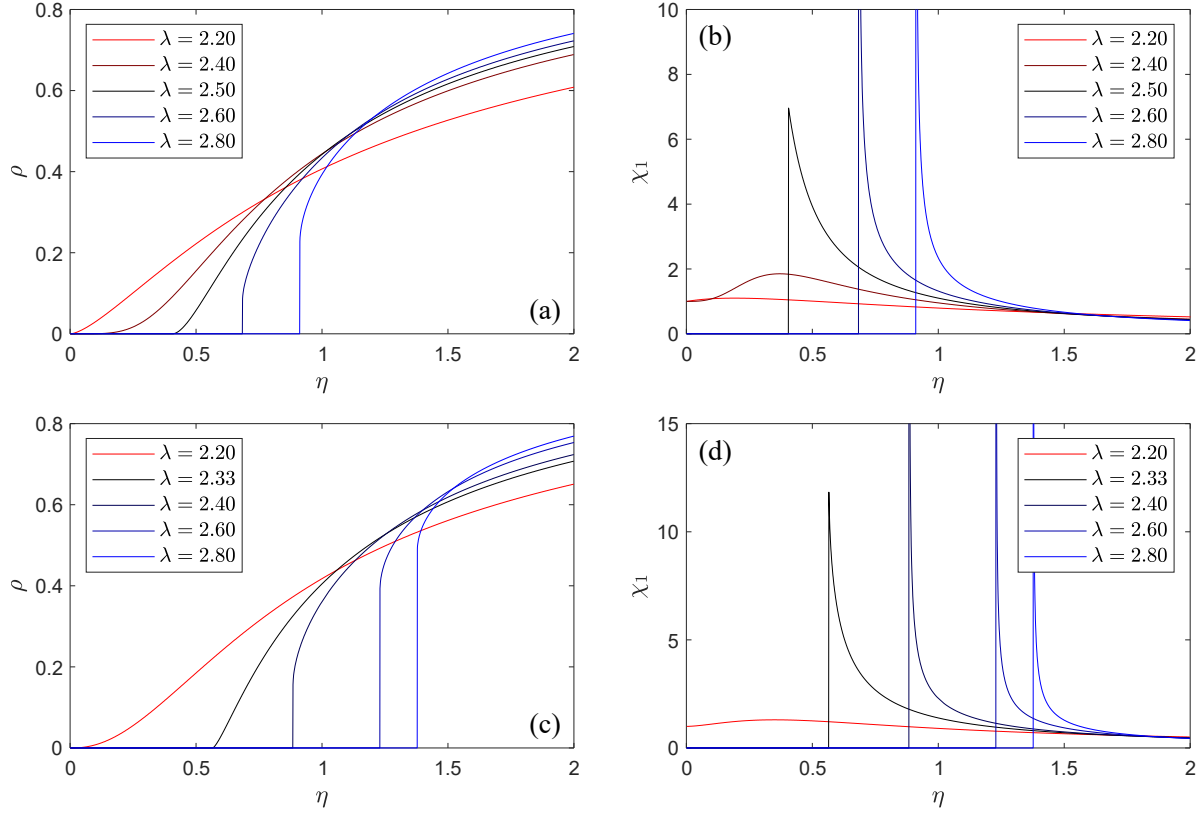 0.8
0.6
0.4
0.2
0
ρ
λ = 2.20
λ = 2.40
λ = 2.50
λ = 2.60
λ = 2.80
(a)
0 0.5 1 1.5 2
η
10
8
6
4
2
0
χ₁
(b)
λ = 2.20
λ = 2.40
λ = 2.50
λ = 2.60
λ = 2.80
0 0.5 1 1.5 2
η
0.8
0.6
0.4
0.2
0
ρ
λ = 2.20
λ = 2.33
λ = 2.40
λ = 2.60
λ = 2.80
(c)
0 0.5 1 1.5 2
η
15
10
5
0
χ₁
(d)
λ = 2.20
λ = 2.33
λ = 2.40
λ = 2.60
λ = 2.80
0 0.5 1 1.5 2
η